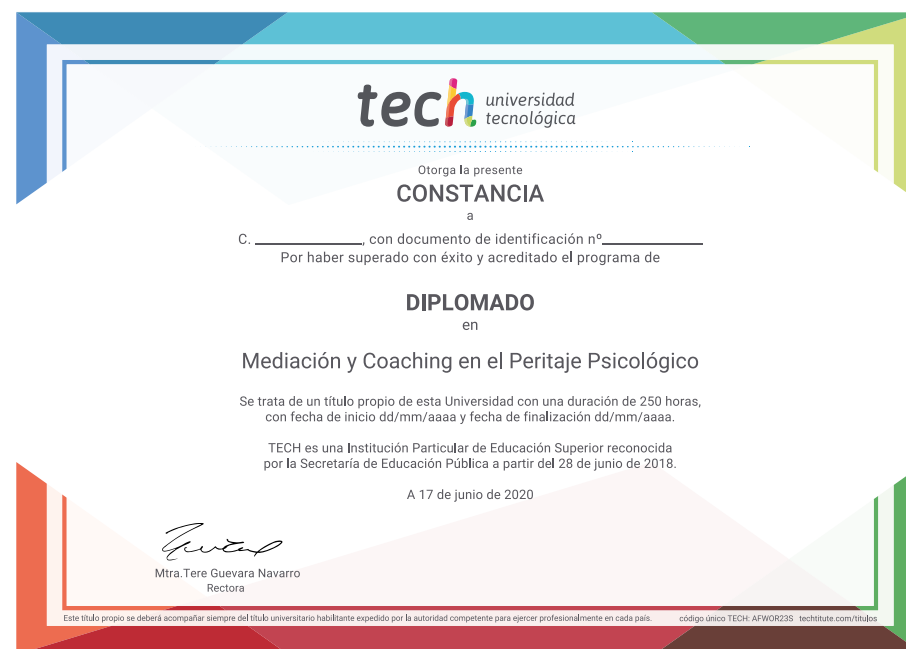 tech universidad
tecnológica
Otorga la presente
CONSTANCIA
a
C. ______________, con documento de identificación nº_____________
Por haber superado con éxito y acreditado el programa de
DIPLOMADO
en
Mediación y Coaching en el Peritaje Psicológico
Se trata de un título propio de esta Universidad con una duración de 250 horas,
con fecha de inicio dd/mm/aaaa y fecha de finalización dd/mm/aaaa.
TECH es una Institución Particular de Educación Superior reconocida
por la Secretaría de Educación Pública a partir del 28 de junio de 2018.
A 17 de junio de 2020
Mtra.Tere Guevara Navarro
Rectora
Este título propio se deberá acompañar siempre del título universitario habilitante expedido por la autoridad competente para ejercer profesionalmente en cada país. código único TECH: AFWOR23S techtitute.com/titulos